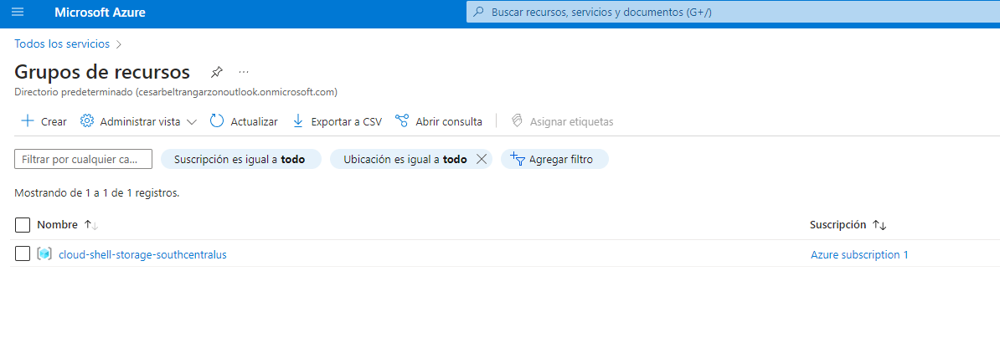 Microsoft Azure
Buscar recursos, servicios y documentos (G+/)
Todos los servicios
Grupos de recursos
Directorio predeterminado (cesarbeltrangarzonoutlook.onmicrosoft.com)
Crear Administrar vista Actualizar Exportar a CSV Abrir consulta Asignar etiquetas
Filtrar por cualquier ca... Suscripción es igual a todo Ubicación es igual a todo Agregar filtro
Mostrando de 1 a 1 de 1 registros.
Nombre Suscripción
cloud-shell-storage-southcentralus Azure subscription 1